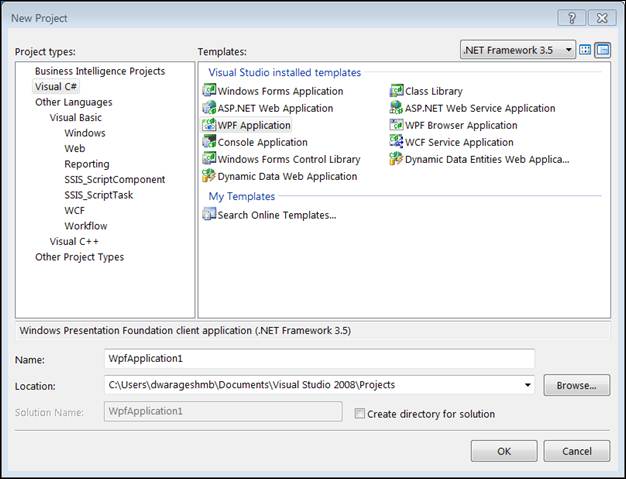 New Project
Project types:
Templates:
.NET Framework 3.5
Business Intelligence Projects
Visual C#
Other Languages
Visual Basic
Windows
Web
Reporting
SSIS_ScriptComponent
SSIS_ScriptTask
WCF
Workflow
Visual C++
Other Project Types
Visual Studio installed templates
Windows Forms Application
Class Library
ASP.NET Web Application
ASP.NET Web Service Application
WPF Application
WPF Browser Application
Console Application
WCF Service Application
Windows Forms Control Library
Dynamic Data Entities Web Applica...
Dynamic Data Web Application
My Templates
Search Online Templates...
Windows Presentation Foundation client application (.NET Framework 3.5)
Name:
WpfApplication1
Location:
C:\Users\dwarageshmb\Documents\Visual Studio 2008\Projects
Browse...
Solution Name:
WpfApplication1
Create directory for solution
OK
Cancel